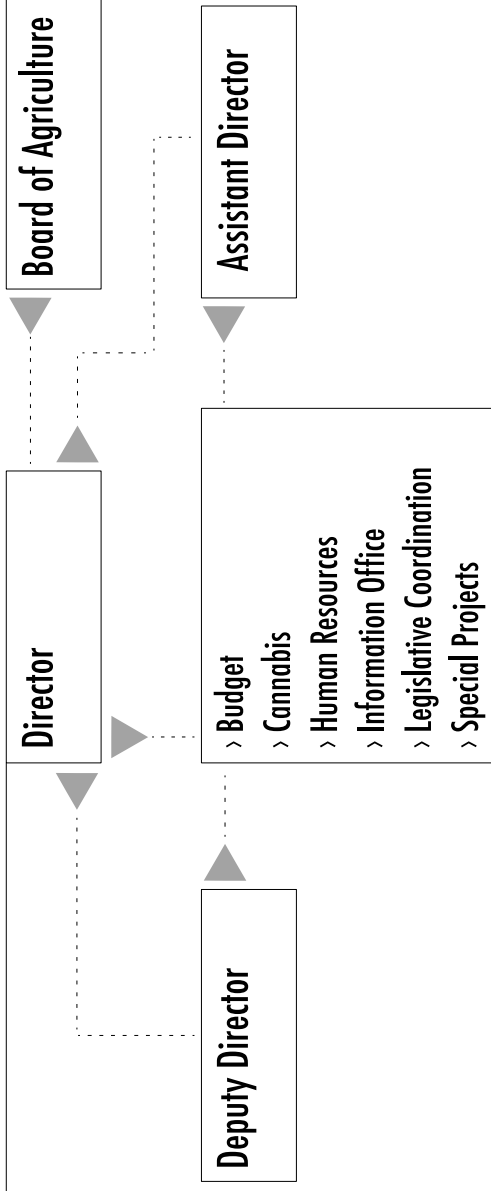 Board of Agriculture
Director
Assistant Director
Deputy Director
› Budget
› Cannabis
› Human Resources
› Information Office
› Legislative Coordination
› Special Projects